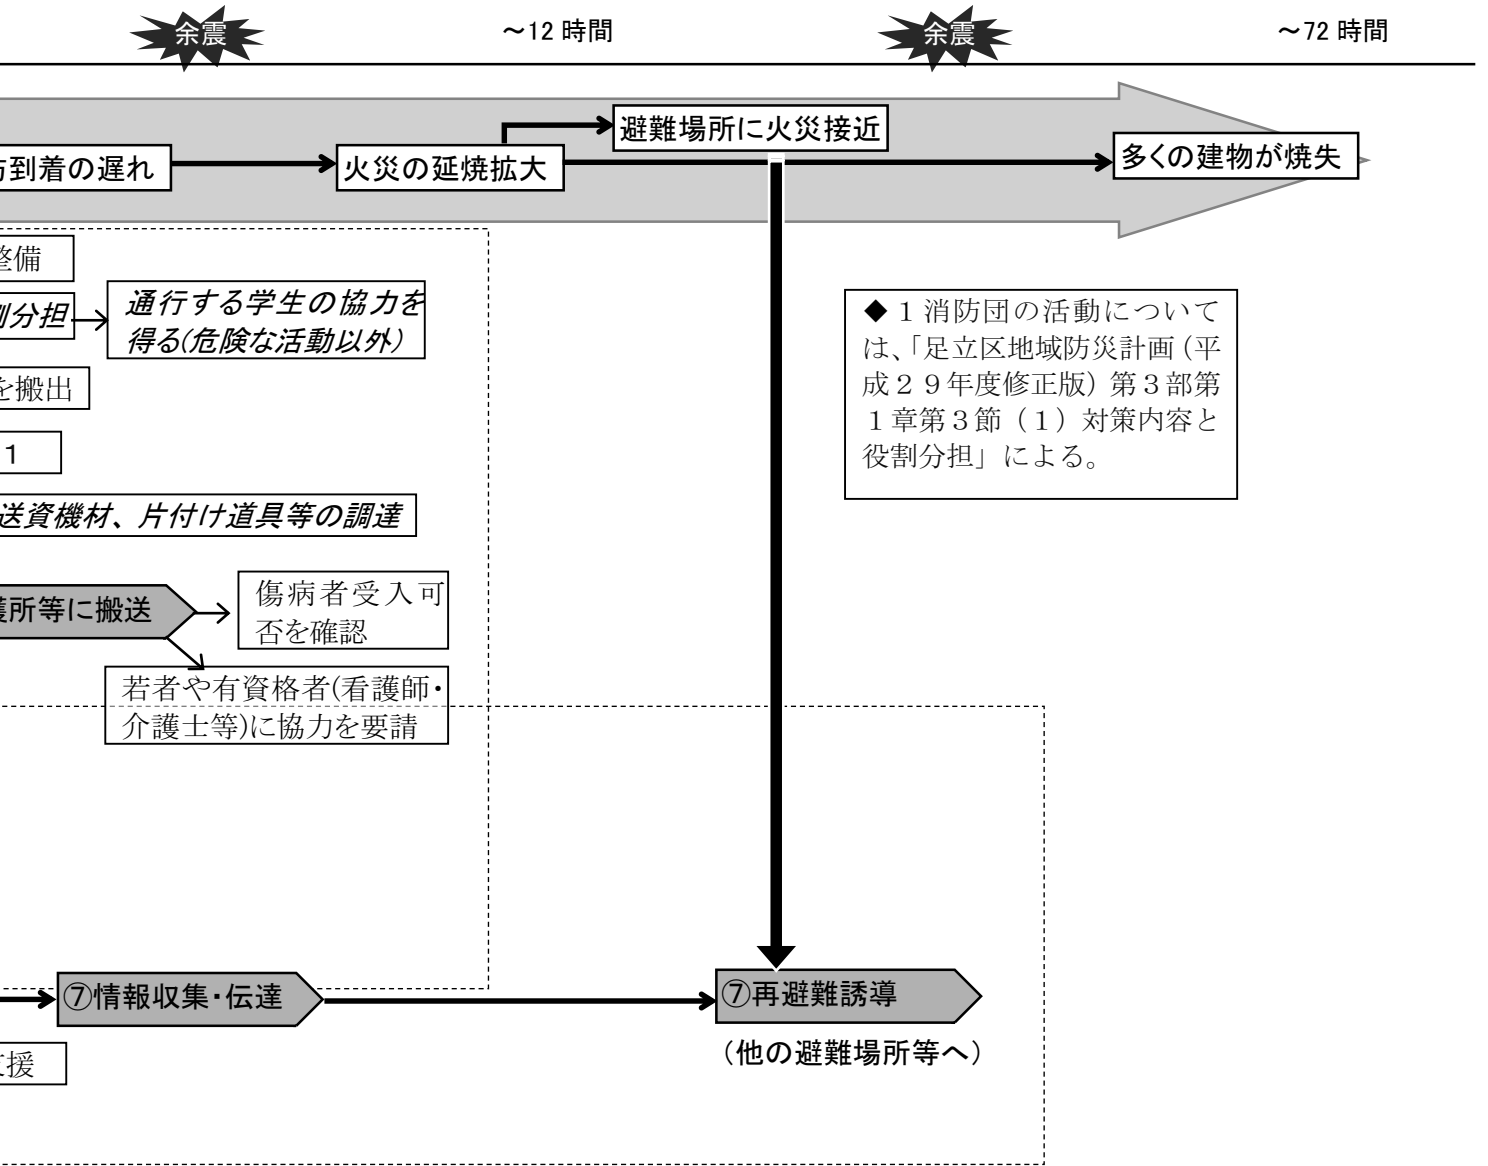 余震
～12 時間
余震
～72 時間
避難場所に火災接近
到着の遅れ
火災の延焼拡大
多くの建物が焼失
整備
割分担
通行する学生の協力を
得る(危険な活動以外)
を搬出
1
送資機材、片付け道具等の調達
◆１消防団の活動について
は、「足立区地域防災計画(平
成２９年度修正版)第３部第
１章第３節（１）対策内容と
役割分担」による。
護所等に搬送
傷病者受入可
否を確認
若者や有資格者(看護師・
介護士等)に協力を要請
⑦情報収集・伝達
⑦再避難誘導
(他の避難場所等へ)
支援